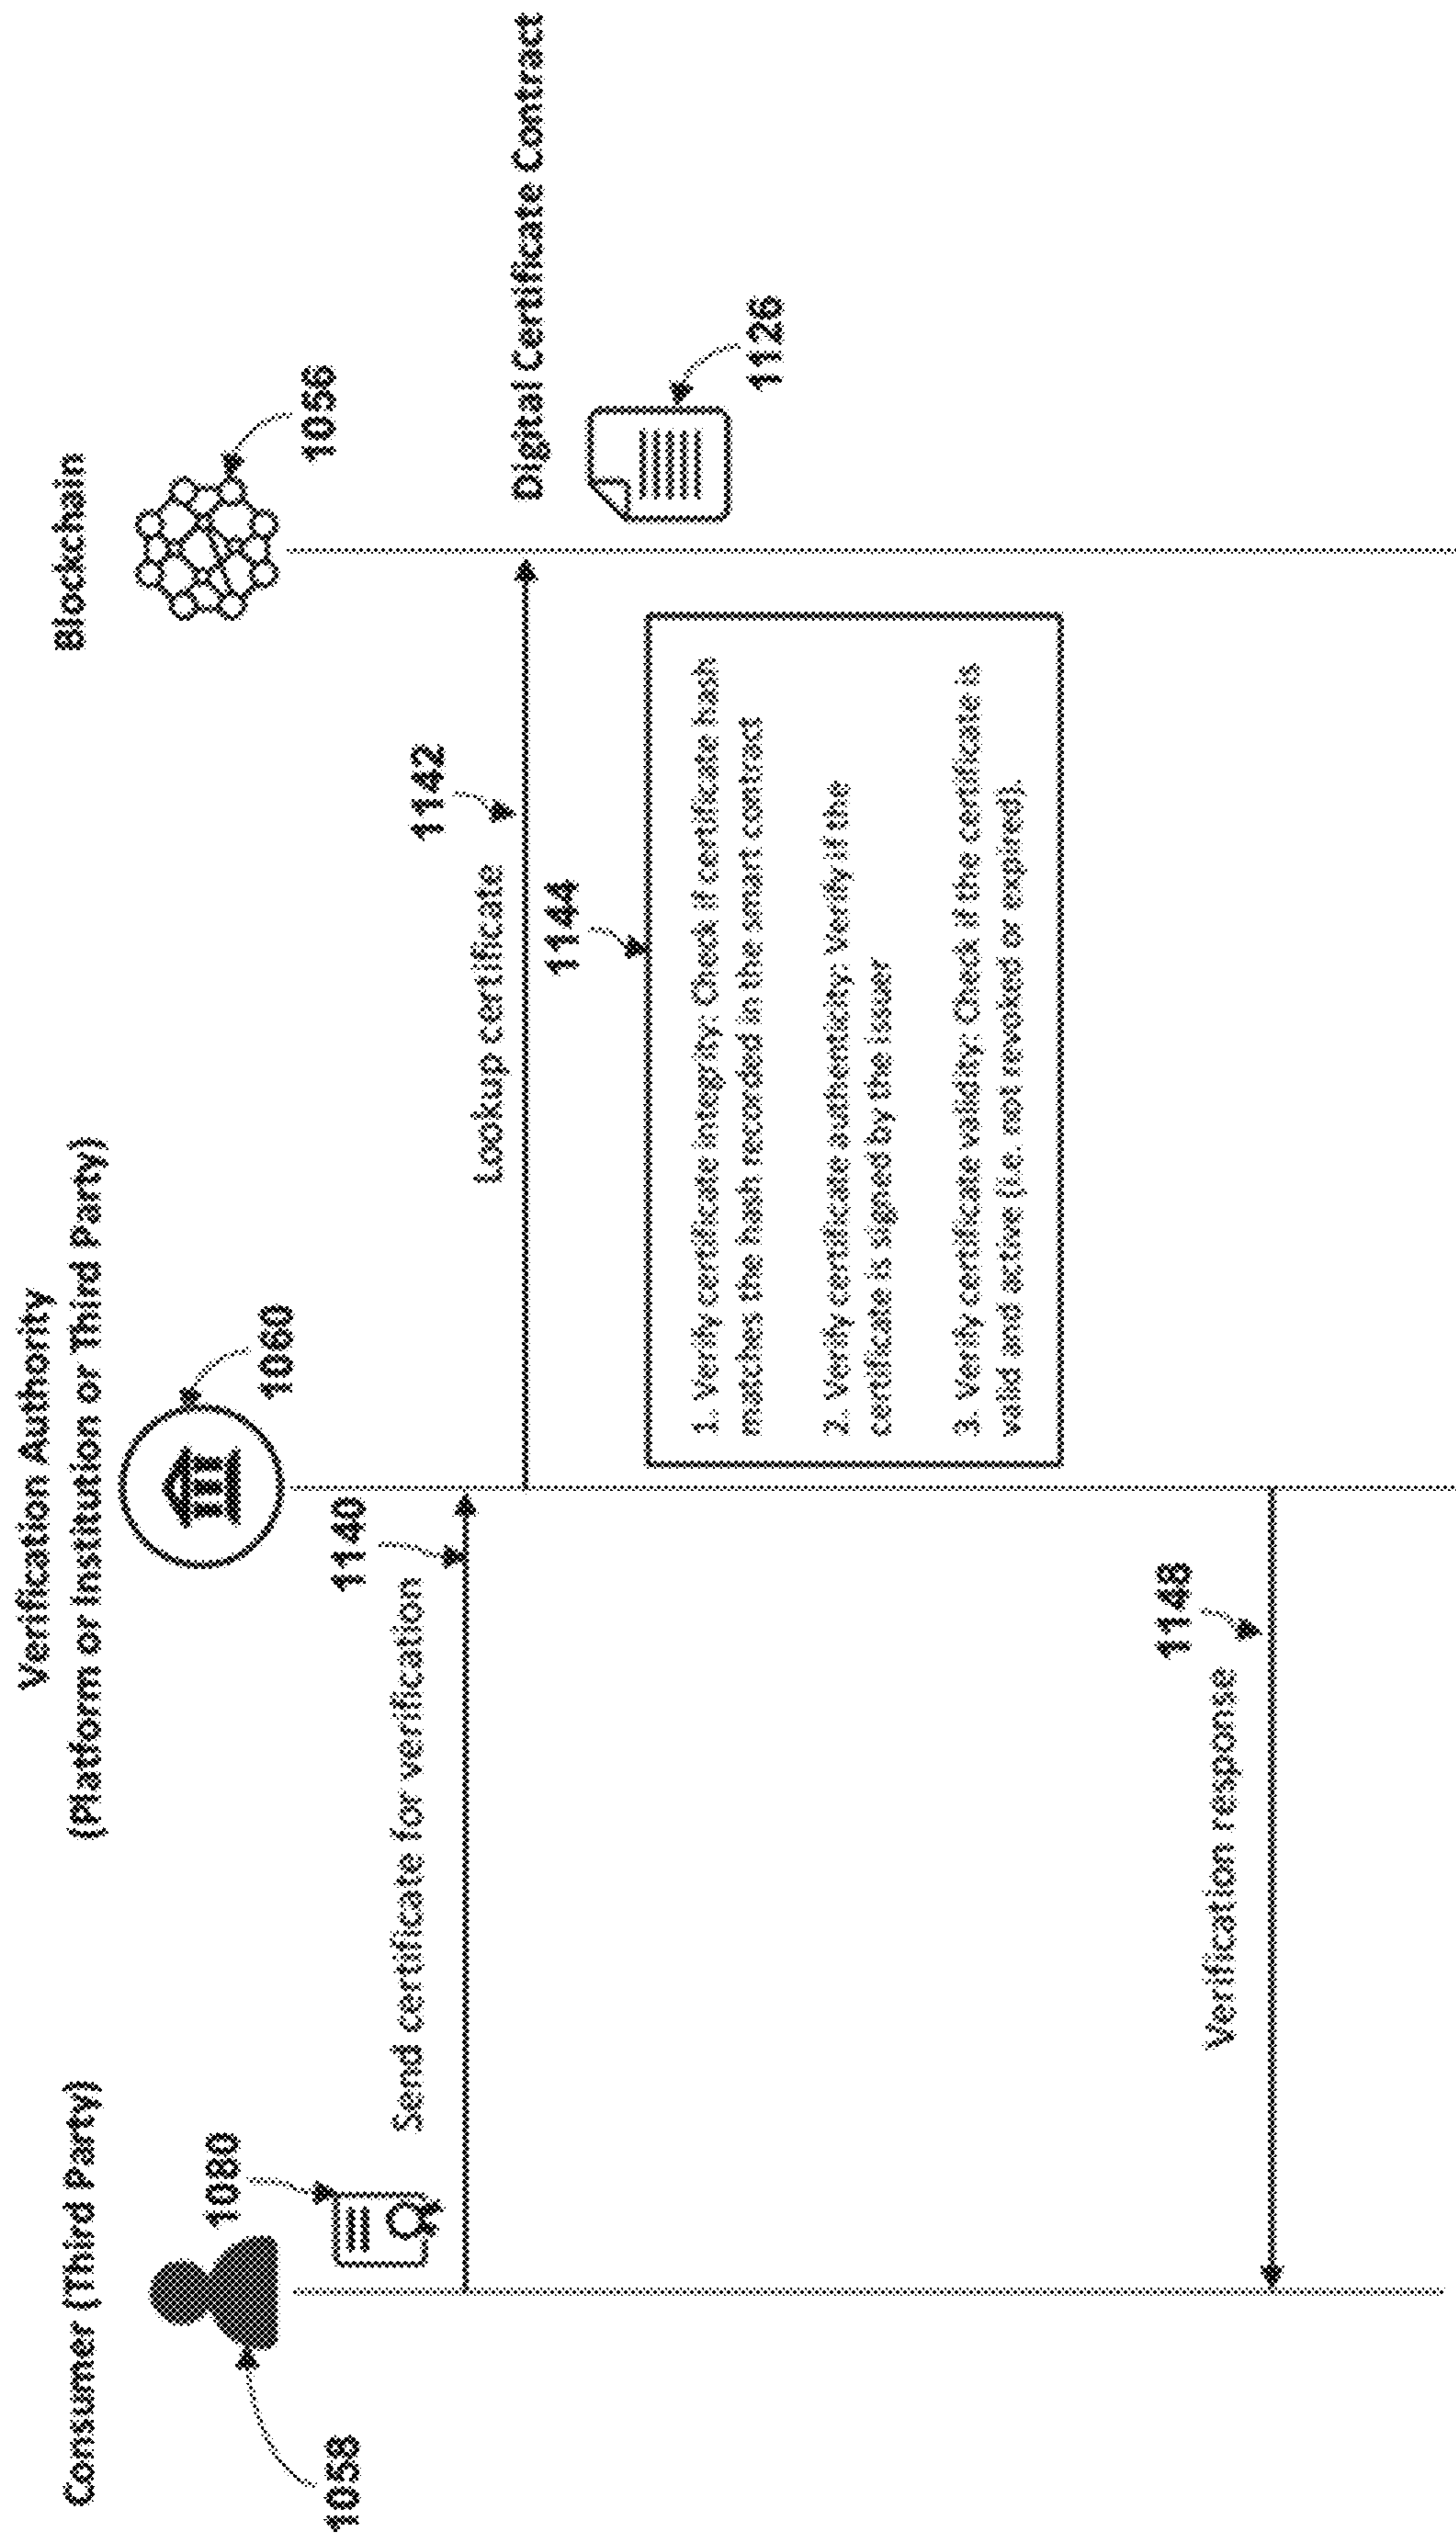 Consumer (Third Party)
Verification Authority
(Platform or Institution or Third Party)
Blockchain
1058
1080
1060
1056
Send certificate for verification
1140
Lookup certificate
1142
Digital Certificate Contract
1126
1144
1. Verify certificate integrity: Check if certificate hash
matches the hash recorded in the smart contract
2. Verify certificate authenticity: Verify if the
certificate is signed by the issuer
3. Verify certificate validity: Check if the certificate is
valid and active (i.e. not revoked or expired).
Verification response
1148